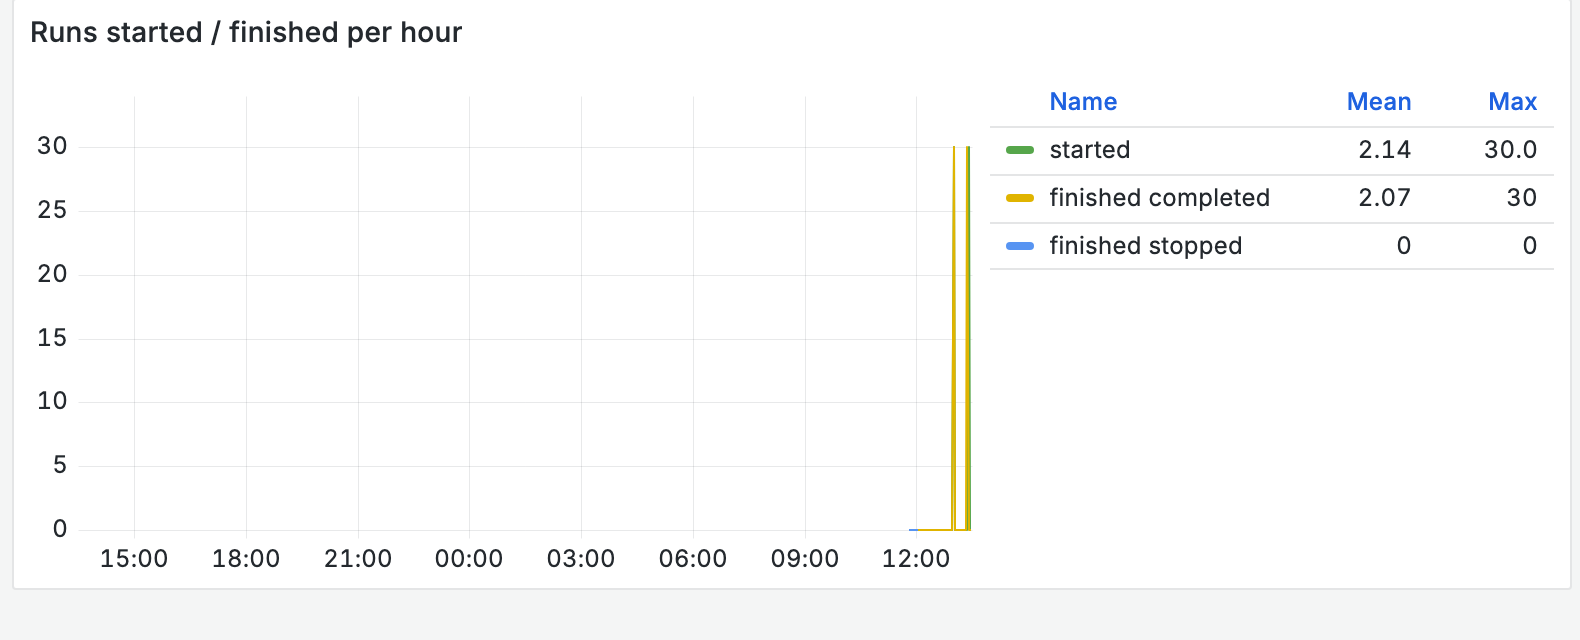 Runs started / finished per hour
Name Mean Max
started 2.14 30.0
finished completed 2.07 30
finished stopped 0 0
30
25
20
15
10
5
0
15:00 18:00 21:00 00:00 03:00 06:00 09:00 12:00